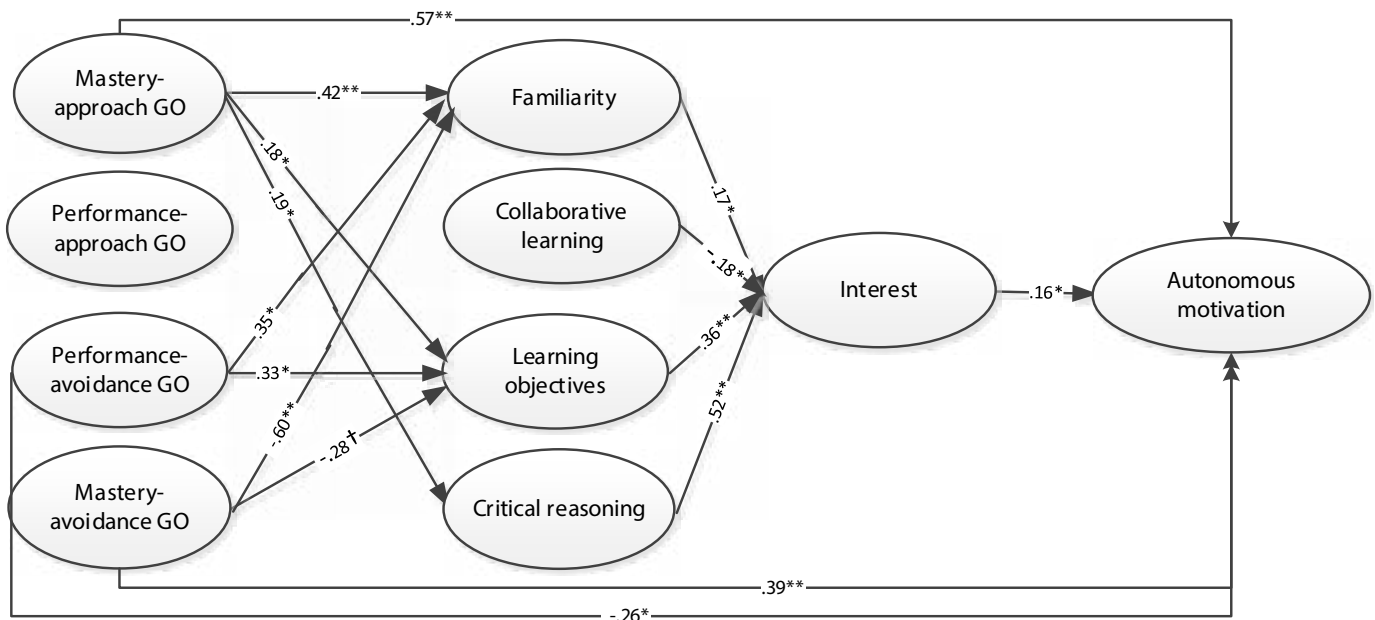 .57**
Mastery-
approach GO
.42**
Familiarity
.18*
.19*
.17*
Performance-
approach GO
Collaborative
learning
-.18*
Interest
.16*
Autonomous
motivation
.35*
.36**
Performance-
avoidance GO
.33*
Learning
objectives
-.60**
-.28†
.52**
Mastery-
avoidance GO
Critical reasoning
.39**
-.26*